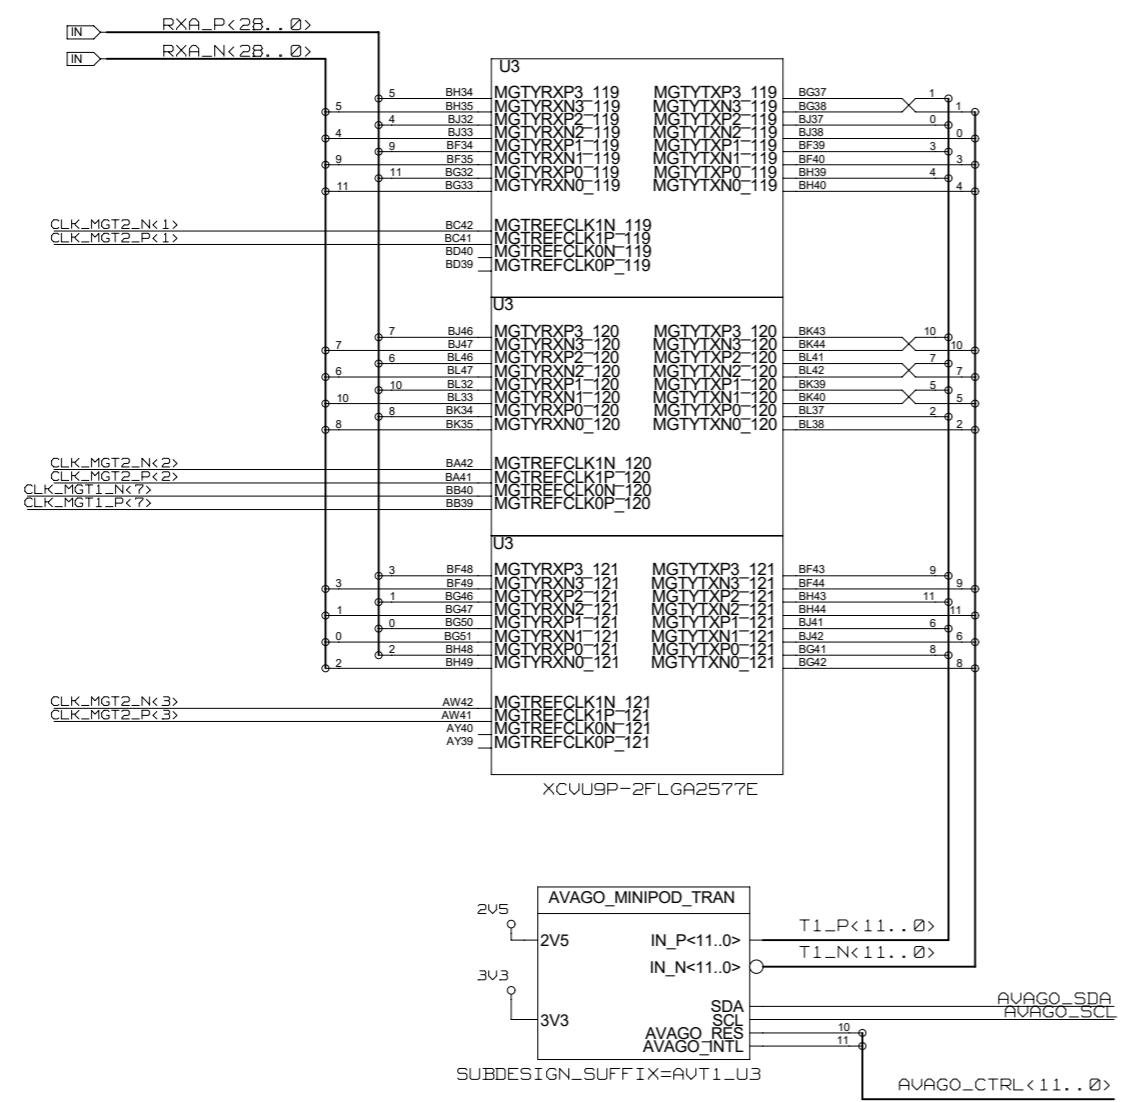 IN RXA_P<28..0>
IN RXA_N<28..0>
U3
5 BH34 MGTYRXP3_119 MGTYTXP3_119 BG37 1
5 BH35 MGTYRXN3_119 MGTYTXN3_119 BG38 1
4 BJ32 MGTYRXP2_119 MGTYTXP2_119 BJ37 0
4 BJ33 MGTYRXN2_119 MGTYTXN2_119 BJ38 0
9 BF34 MGTYRXP1_119 MGTYTXP1_119 BF39 3
9 BF35 MGTYRXN1_119 MGTYTXN1_119 BF40 3
11 BG32 MGTYRXP0_119 MGTYTXP0_119 BH39 4
11 BG33 MGTYRXN0_119 MGTYTXN0_119 BH40 4
CLK_MGT2_N<1> BC42 MGTREFCLK1N_119
CLK_MGT2_P<1> BC41 MGTREFCLK1P_119
BD40 MGTREFCLK0N_119
BD39 MGTREFCLK0P_119
U3
7 BJ46 MGTYRXP3_120 MGTYTXP3_120 BK43 10
7 BJ47 MGTYRXN3_120 MGTYTXN3_120 BK44 10
6 BL46 MGTYRXP2_120 MGTYTXP2_120 BL41 7
6 BL47 MGTYRXN2_120 MGTYTXN2_120 BL42 7
10 BL32 MGTYRXP1_120 MGTYTXP1_120 BK39 5
10 BL33 MGTYRXN1_120 MGTYTXN1_120 BK40 5
8 BK34 MGTYRXP0_120 MGTYTXP0_120 BL37 2
8 BK35 MGTYRXN0_120 MGTYTXN0_120 BL38 2
CLK_MGT2_N<2> BA42 MGTREFCLK1N_120
CLK_MGT2_P<2> BA41 MGTREFCLK1P_120
CLK_MGT1_N<7> BB40 MGTREFCLK0N_120
CLK_MGT1_P<7> BB39 MGTREFCLK0P_120
U3
3 BF48 MGTYRXP3_121 MGTYTXP3_121 BF43 9
3 BF49 MGTYRXN3_121 MGTYTXN3_121 BF44 9
1 BG46 MGTYRXP2_121 MGTYTXP2_121 BH43 11
1 BG47 MGTYRXN2_121 MGTYTXN2_121 BH44 11
0 BG50 MGTYRXP1_121 MGTYTXP1_121 BJ41 6
0 BG51 MGTYRXN1_121 MGTYTXN1_121 BJ42 6
2 BH48 MGTYRXP0_121 MGTYTXP0_121 BG41 8
2 BH49 MGTYRXN0_121 MGTYTXN0_121 BG42 8
CLK_MGT2_N<3> AW42 MGTREFCLK1N_121
CLK_MGT2_P<3> AW41 MGTREFCLK1P_121
AY40 MGTREFCLK0N_121
AY39 MGTREFCLK0P_121
XCVU9P-2FLGA2577E
AVAGO_MINIPOD_TRAN
2V5
2V5 IN_P<11..0> T1_P<11..0>
IN_N<11..0> T1_N<11..0>
3V3
SDA AVAGO_SDA
3V3 SCL AVAGO_SCL
AVAGO_RES 10
AVAGO_INTL 11
SUBDESIGN_SUFFIX=AVT1_U3
AVAGO_CTRL<11..0>